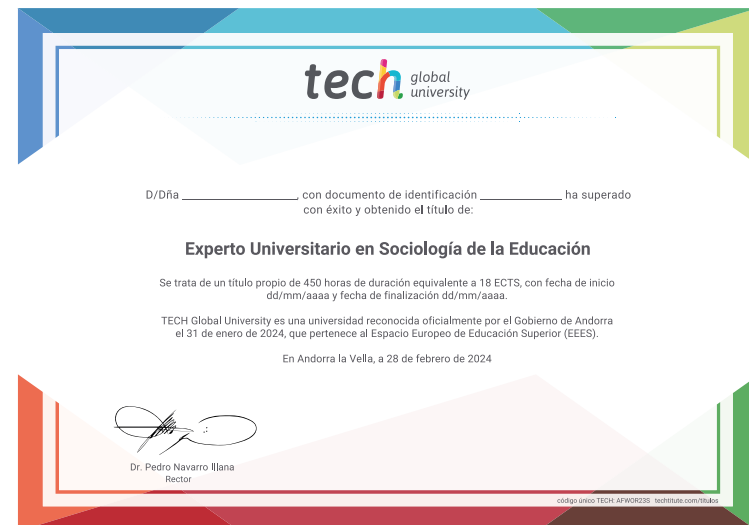 tech global university
D/Dña ____________________, con documento de identificación ______________ ha superado
con éxito y obtenido el título de:
Experto Universitario en Sociología de la Educación
Se trata de un título propio de 450 horas de duración equivalente a 18 ECTS, con fecha de inicio
dd/mm/aaaa y fecha de finalización dd/mm/aaaa.
TECH Global University es una universidad reconocida oficialmente por el Gobierno de Andorra
el 31 de enero de 2024, que pertenece al Espacio Europeo de Educación Superior (EEES).
En Andorra la Vella, a 28 de febrero de 2024
Dr. Pedro Navarro Illana
Rector
código único TECH: AFWOR23S techtitute.com/titulos